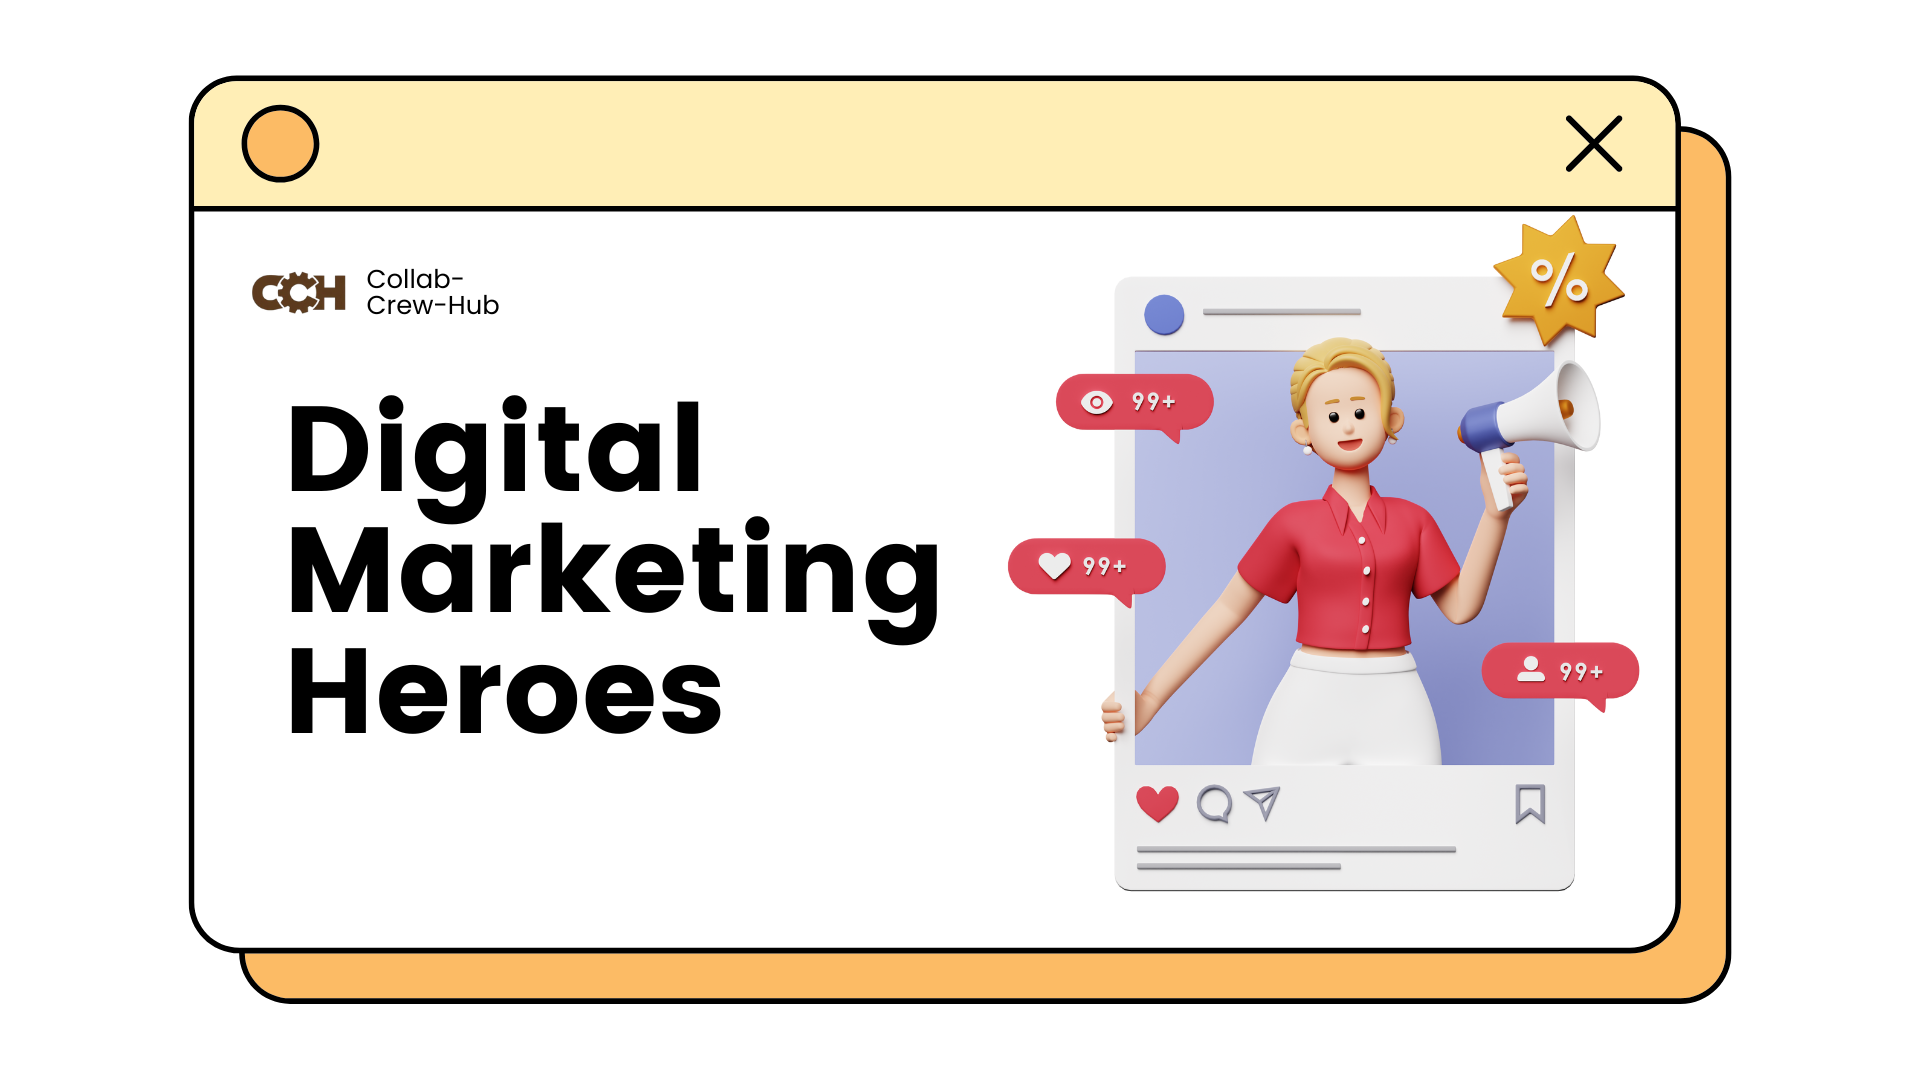 CCH
Collab-
Crew-Hub
Digital
Marketing
Heroes
%
99+
99+
99+